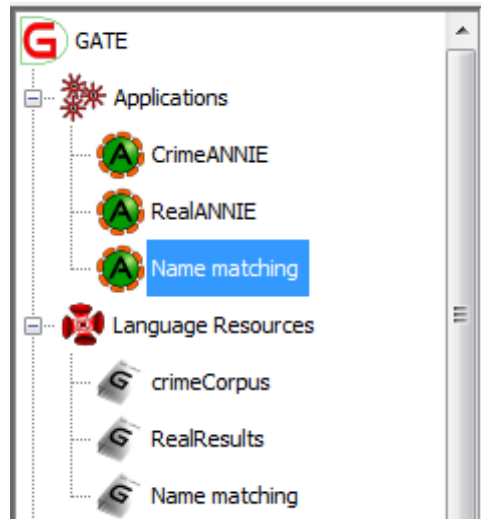 GATE
Applications
CrimeANNIE
RealANNIE
Name matching
Language Resources
crimeCorpus
RealResults
Name matching